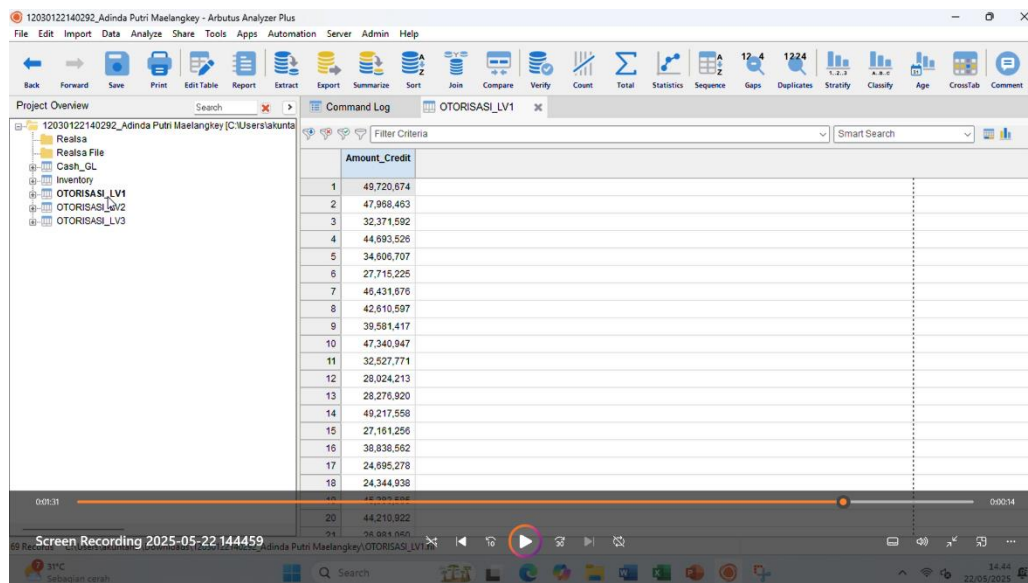 12030122140292_Adinda Putri Maelangkey - Arbutus Analyzer Plus
File Edit Import Data Analyze Share Tools Apps Automation Server Admin Help
Back Forward Save Print Edit Table Report Extract Export Summarize Sort Join Compare Verify Count Total Statistics Sequence Gaps Duplicates Stratify Classify Age CrossTab Comment
Project Overview Search Command Log OTORISASI_LV1
12030122140292_Adinda Putri Maelangkey [C:\Users\akunta
Filter Criteria Smart Search
Realsa
Realsa File
Cash_GL
Inventory
OTORISASI_LV1
OTORISASI_LV2
OTORISASI_LV3
Amount_Credit
1 49,720,674
2 47,968,463
3 32,371,592
4 44,693,526
5 34,606,707
6 27,715,225
7 46,431,676
8 42,610,597
9 39,581,417
10 47,340,947
11 32,527,771
12 28,024,213
13 28,276,920
14 49,217,558
15 27,161,256
16 38,838,562
17 24,695,278
18 24,344,938
19
0:01:31 0:00:14
20 44,210,922
21
Screen Recording 2025-05-22 144459
69 Records
31°C
Sebagian cerah
Search
14.44
22/05/2025